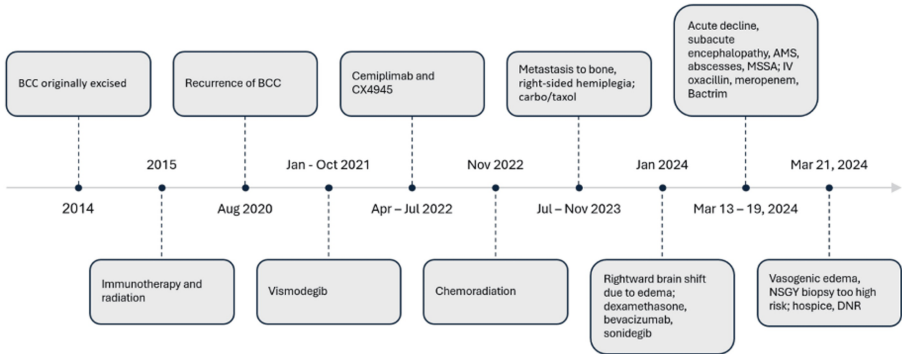 BCC originally excised
Recurrence of BCC
Cemiplimab and
CX4945
Metastasis to bone,
right-sided hemiplegia;
carbo/taxol
Acute decline,
subacute
encephalopathy, AMS,
abscesses, MSSA; IV
oxacillin, meropenem,
Bactrim
2015
Jan - Oct 2021
Nov 2022
Jan 2024
Mar 21, 2024
2014
Aug 2020
Apr – Jul 2022
Jul – Nov 2023
Mar 13 – 19, 2024
Immunotherapy and
radiation
Vismodegib
Chemoradiation
Rightward brain shift
due to edema;
dexamethasone,
bevacizumab,
sonidegib
Vasogenic edema,
NSGY biopsy too high
risk; hospice, DNR